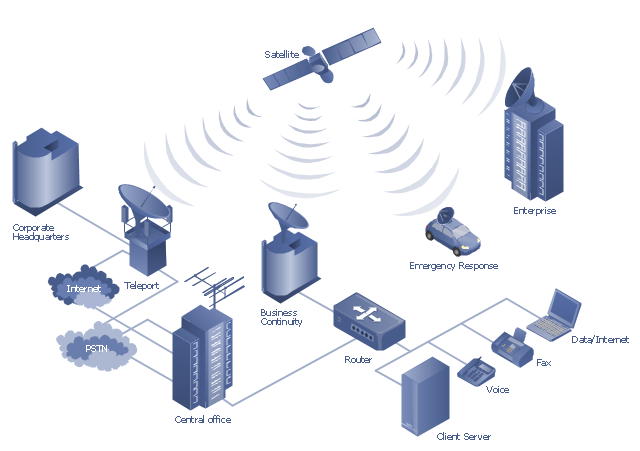 Satellite
Enterprise
Corporate
Headquarters
Teleport
Internet
Emergency Response
Business
Continuity
PSTN
Router
Data/Internet
Fax
Voice
Central office
Client Server